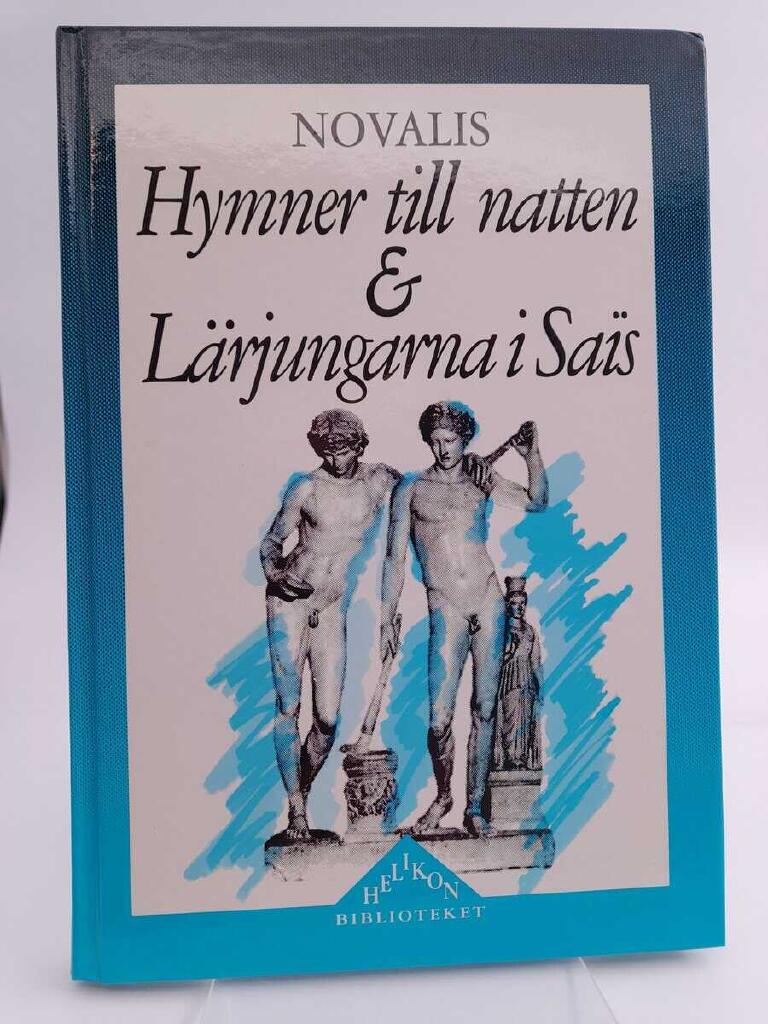 NOVALIS
Hymner till natten
&
Lärjungarna i Saïs
HELIKON
BIBLIOTEKET